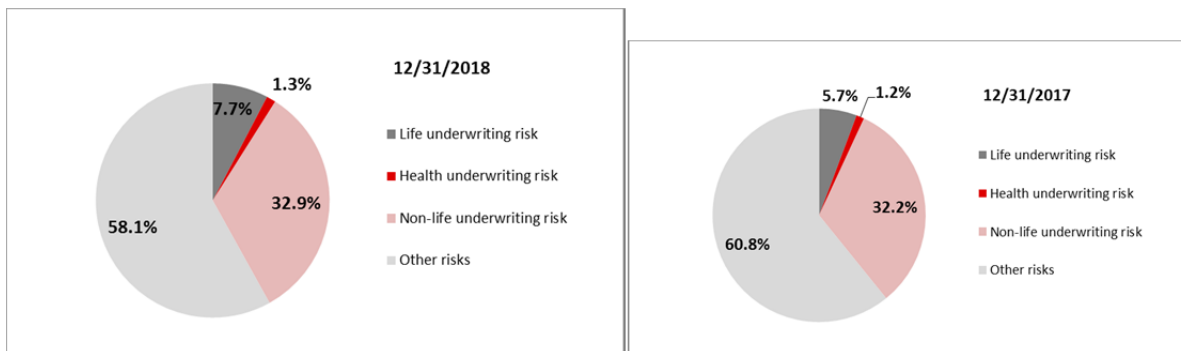 12/31/2018
1.3%
7.7%
32.9%
58.1%
Life underwriting risk
Health underwriting risk
Non-life underwriting risk
Other risks
12/31/2017
5.7%
1.2%
32.2%
60.8%
Life underwriting risk
Health underwriting risk
Non-life underwriting risk
Other risks